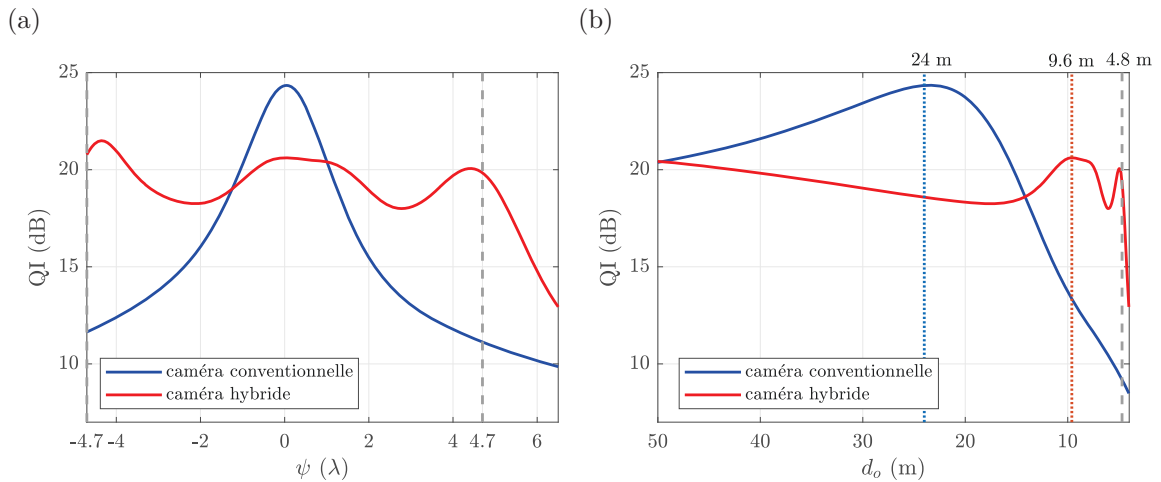 (a)
25
20
15
10
QI (dB)
caméra conventionnelle
caméra hybride
-4.7 -4 -2 0 2 4 4.7 6
ψ (λ)
(b)
24 m 9.6 m 4.8 m
25
20
15
10
QI (dB)
caméra conventionnelle
caméra hybride
50 40 30 20 10
dₒ (m)